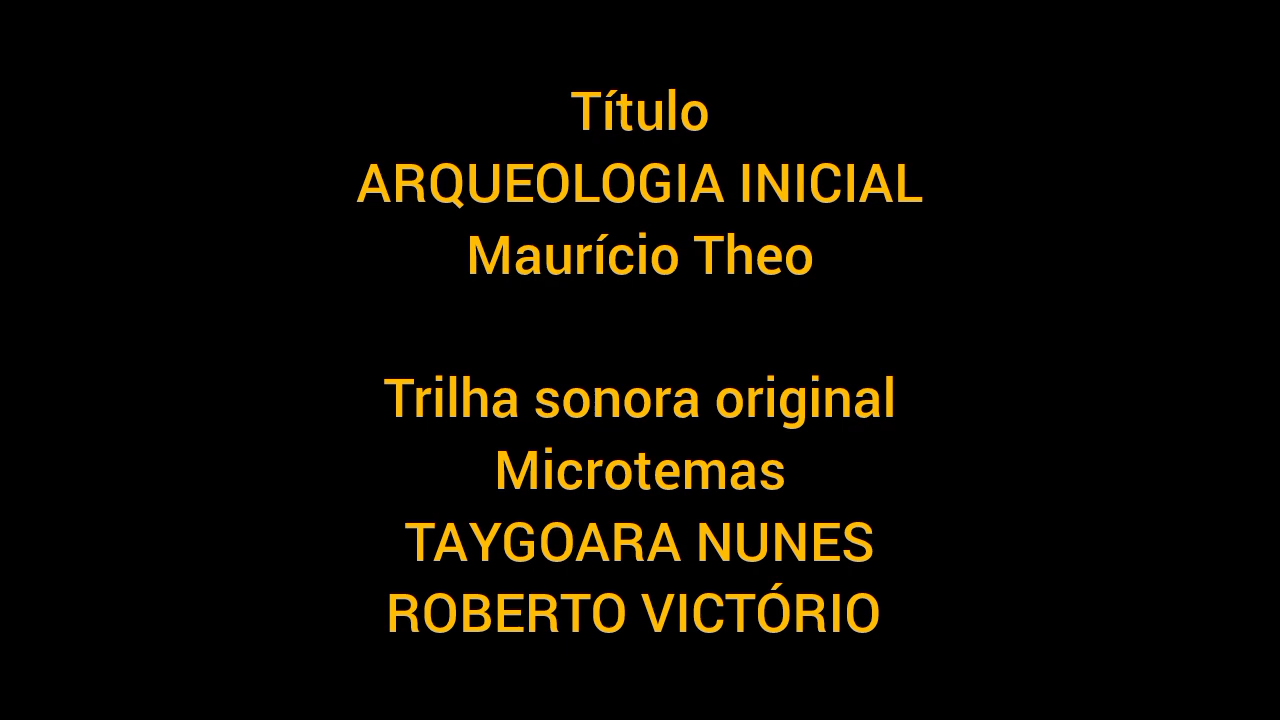 Título
ARQUEOLOGIA INICIAL
Maurício Theo
Trilha sonora original
Microtemas
TAYGOARA NUNES
ROBERTO VICTÓRIO